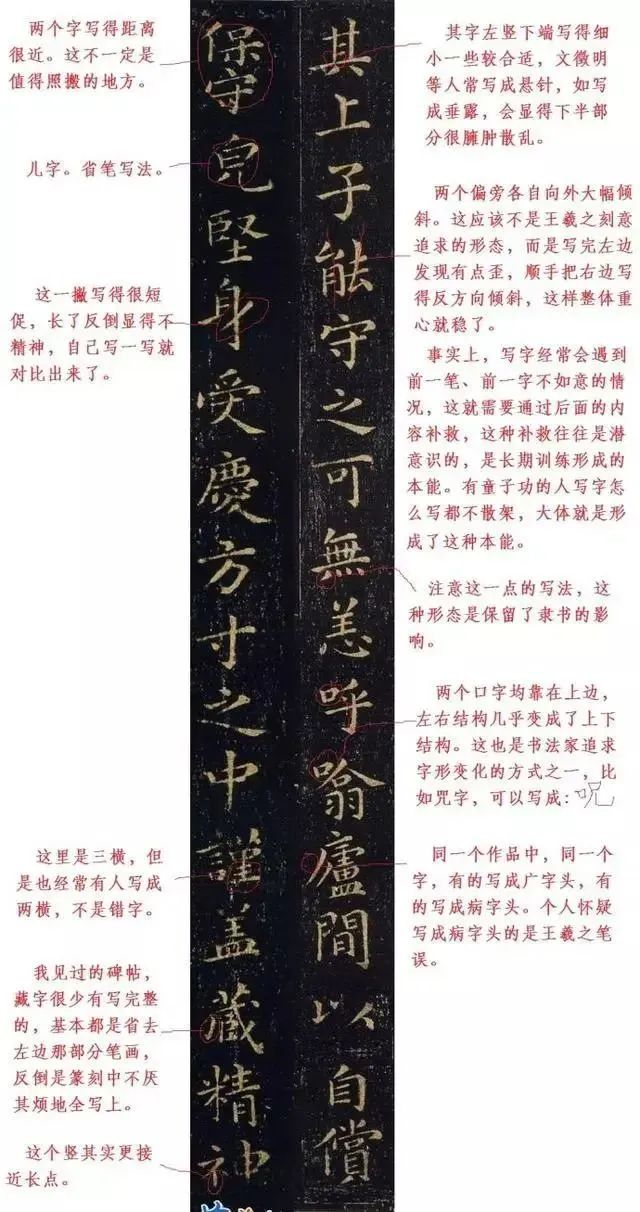 两个字写得距离
很近。这不一定是
值得照搬的地方。
儿字。省笔写法。
这一撇写得很短
促，长了反倒显得不
精神，自己写一写就
对比出来了。
这里是三横，但
是也经常有人写成
两横，不是错字。
我见过的碑帖，
藏字很少有写完整
的，基本都是省去
左边那部分笔画，
反倒是篆刻中不厌
其烦地全写上。
这个竖其实更接
近长点。
其上子能守之可無恙呼噏廬間以自償
保守兒堅身受慶方寸之中謹盖藏精神
其字左竖下端写得细
小一些较合适，文徵明
等人常写成悬针，如写
成垂露，会显得下半部
分很臃肿散乱。
两个偏旁各自向外大幅倾
斜。这应该不是王羲之刻意
追求的形态，而是写完左边
发现有点歪，顺手把右边写
得反方向倾斜，这样整体重
心就稳了。
事实上，写字经常会遇到
前一笔、前一字不如意的情
况，这就需要通过后面的内
容补救，这种补救往往是潜
意识的，是长期训练形成的
本能。有童子功的人写字怎
么写都不散架，大体就是形
成了这种本能。
注意这一点的写法，这
种形态是保留了隶书的影
响。
两个口字均靠在上边，
左右结构几乎变成了上下
结构。这也是书法家追求
字形变化的方式之一，比
如咒字，可以写成：呪
同一个作品中，同一个
字，有的写成广字头，有
的写成病字头。个人怀疑
写成病字头的是王羲之笔
误。